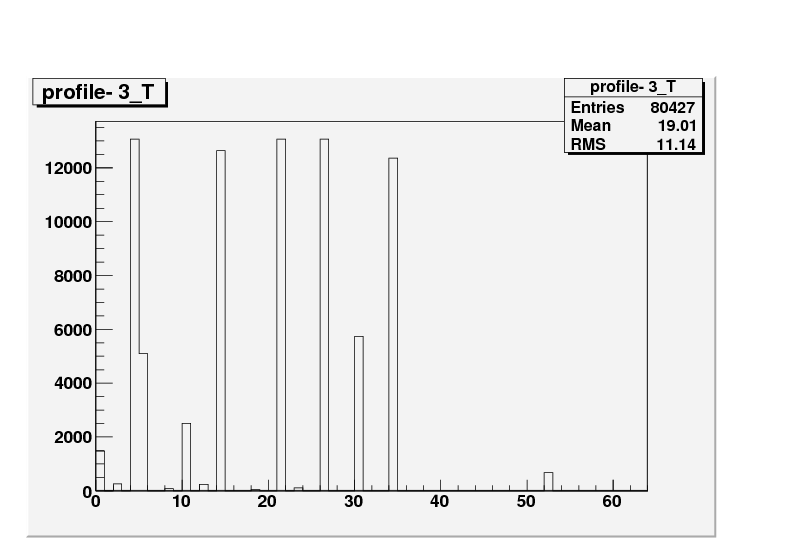 profile- 3_T
profile- 3_T
Entries 80427
Mean 19.01
RMS 11.14
12000
10000
8000
6000
4000
2000
0
0 10 20 30 40 50 60